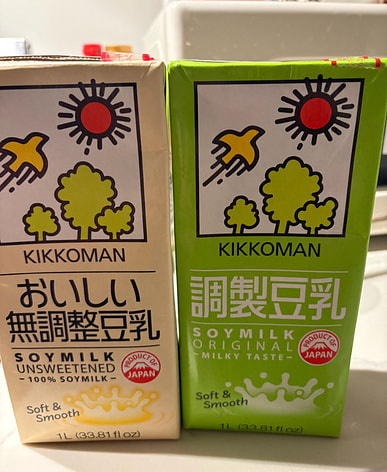 KIKKOMAN
おいしい
無調整豆乳
SOYMILK
UNSWEETENED
- 100% SOYMILK -
PRODUCT OF
JAPAN
Soft &
Smooth
1L (33.81 fl oz)
KIKKOMAN
調製豆乳
SOYMILK
ORIGINAL
- MILKY TASTE -
PRODUCT OF
JAPAN
Soft &
Smooth
1L (33.81 fl oz)